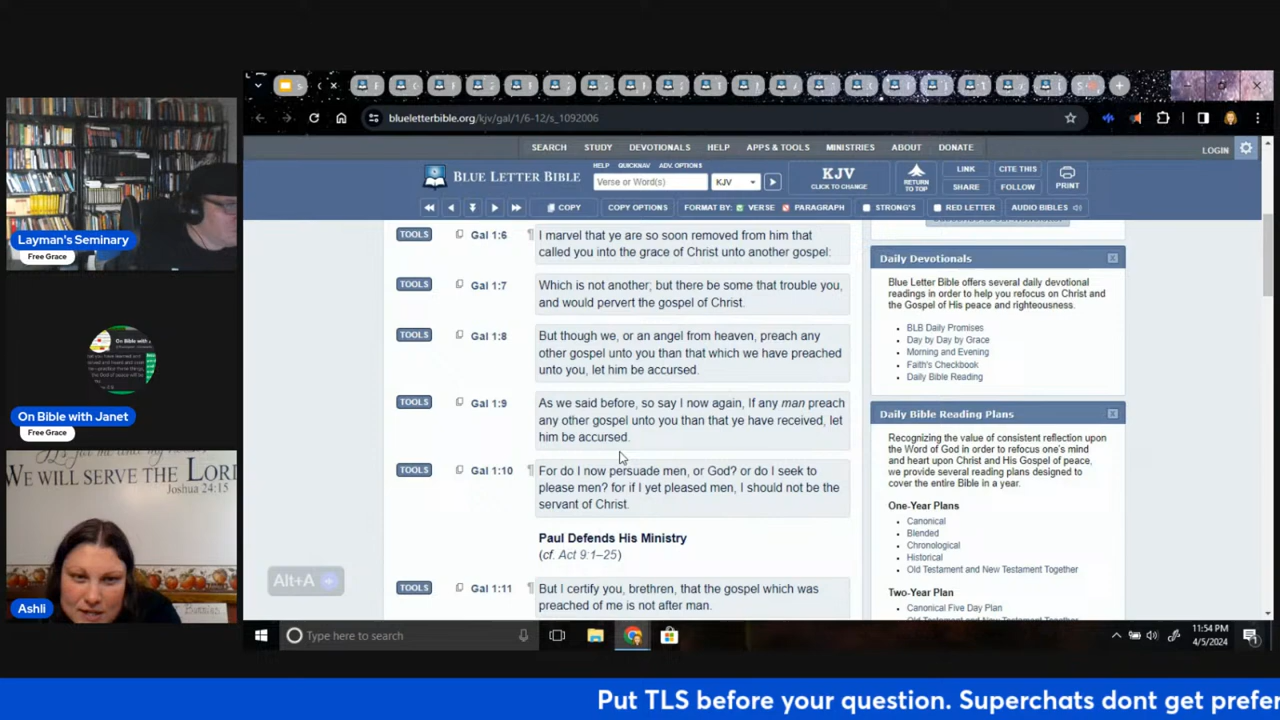 blueletterbible.org/kjv/gal/1/6-12/s_1092006
SEARCH STUDY DEVOTIONALS HELP APPS & TOOLS MINISTRIES ABOUT DONATE LOGIN
BLUE LETTER BIBLE
HELP QUICKNAV ADV. OPTIONS
Verse or Word(s)
KJV
KJV
CLICK TO CHANGE
RETURN
TO TOP
LINK
CITE THIS
SHARE
FOLLOW
PRINT
COPY COPY OPTIONS FORMAT BY: VERSE PARAGRAPH STRONG'S RED LETTER AUDIO BIBLES
TOOLS Gal 1:6 ¶ I marvel that ye are so soon removed from him that
called you into the grace of Christ unto another gospel:
TOOLS Gal 1:7 Which is not another; but there be some that trouble you,
and would pervert the gospel of Christ.
TOOLS Gal 1:8 But though we, or an angel from heaven, preach any
other gospel unto you than that which we have preached
unto you, let him be accursed.
TOOLS Gal 1:9 As we said before, so say I now again, If any man preach
any other gospel unto you than that ye have received, let
him be accursed.
TOOLS Gal 1:10 ¶ For do I now persuade men, or God? or do I seek to
please men? for if I yet pleased men, I should not be the
servant of Christ.
Paul Defends His Ministry
(cf. Act 9:1–25)
TOOLS Gal 1:11 ¶ But I certify you, brethren, that the gospel which was
preached of me is not after man.
Daily Devotionals
Blue Letter Bible offers several daily devotional
readings in order to help you refocus on Christ and
the Gospel of His peace and righteousness.
BLB Daily Promises
Day by Day by Grace
Morning and Evening
Faith's Checkbook
Daily Bible Reading
Daily Bible Reading Plans
Recognizing the value of consistent reflection upon
the Word of God in order to refocus one's mind
and heart upon Christ and His Gospel of peace,
we provide several reading plans designed to
cover the entire Bible in a year.
One-Year Plans
Canonical
Blended
Chronological
Historical
Old Testament and New Testament Together
Two-Year Plan
Canonical Five Day Plan
Alt+A
Type here to search
11:54 PM
4/5/2024
Layman's Seminary
Free Grace
On Bible with
On Bible with Janet
Free Grace
WE WILL SERVE THE LORD
Joshua 24:15
Ashli
Put TLS before your question. Superchats dont get prefer